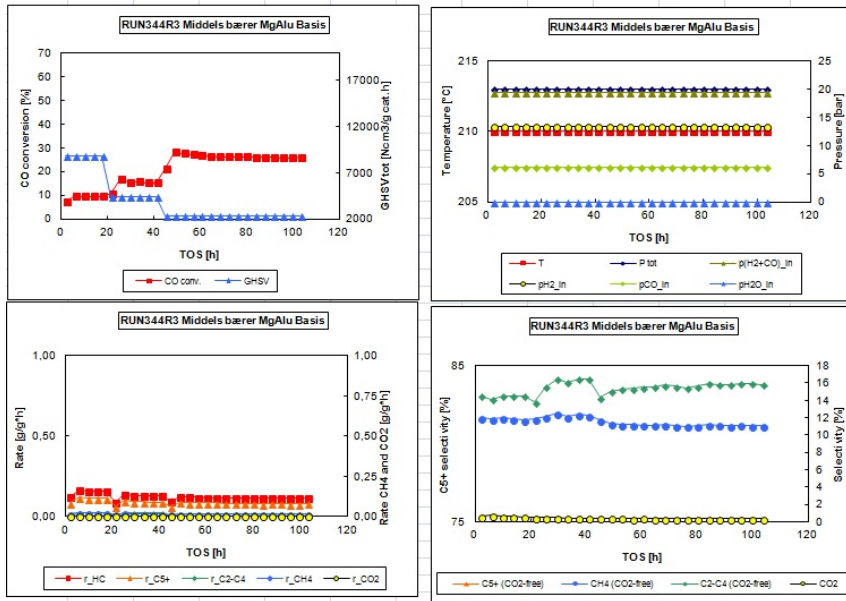 RUN344R3 Middels bærer MgAlu Basis
CO conversion [%]
70
60
50
40
30
20
10
0
17000
12000
7000
2000
GHSVtot [Ncm3/g cat.h]
0 20 40 60 80 100 120
TOS [h]
CO conv. GHSV
RUN344R3 Middels bærer MgAlu Basis
Temperature [°C]
215
210
205
25
20
15
10
5
0
Pressure [bar]
0 20 40 60 80 100 120
TOS [h]
T P tot p(H2+CO)_in
pH2_in pCO_in pH2O_in
RUN344R3 Middels bærer MgAlu Basis
Rate [g/g*h]
1,00
0,50
0,00
1,00
0,75
0,50
0,25
0,00
Rate CH4 and CO2 [g/g*h]
0 20 40 60 80 100 120
TOS [h]
r_HC r_C5+ r_C2-C4 r_CH4 r_CO2
RUN344R3 Middels bærer MgAlu Basis
C5+ selectivity [%]
85
75
18
16
14
12
10
8
6
4
2
0
Selectivity [%]
0 20 40 60 80 100 120
TOS [h]
C5+ (CO2-free) CH4 (CO2-free) C2-C4 (CO2-free) CO2